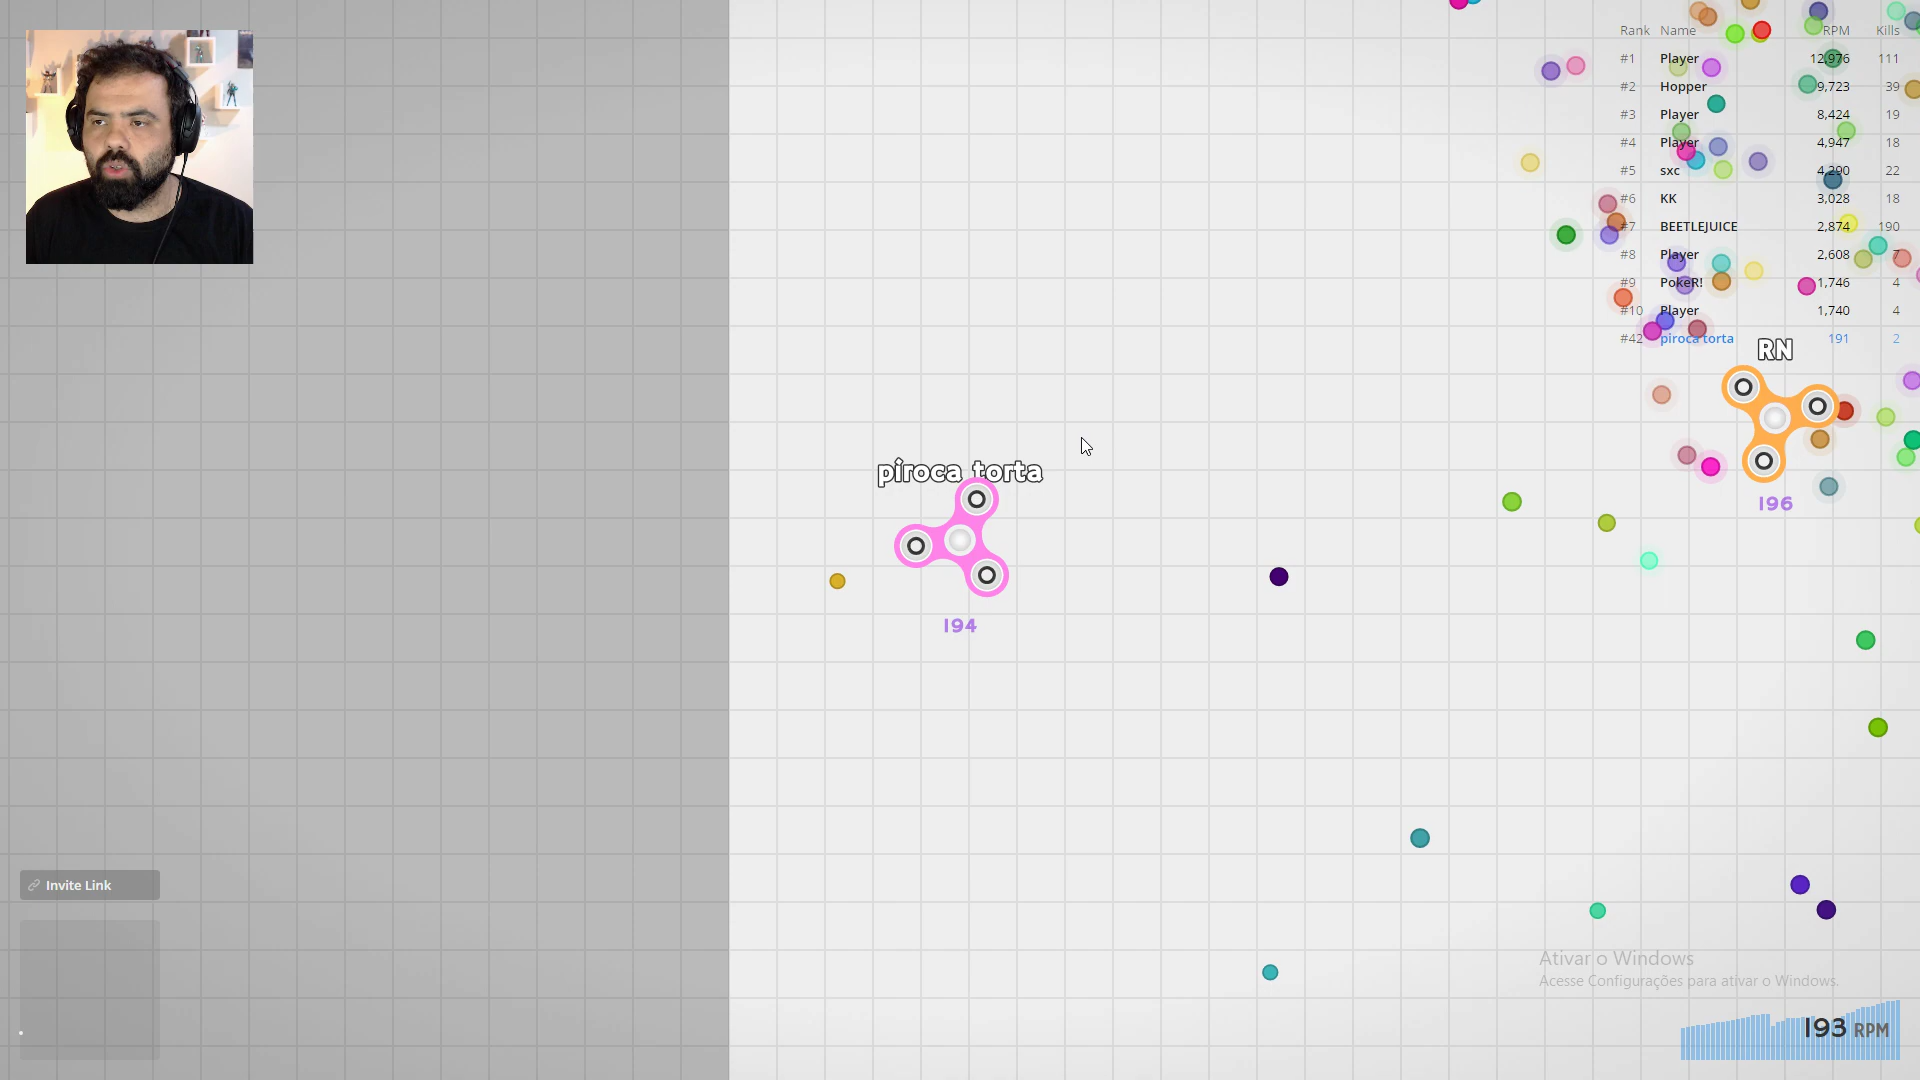 Rank Name RPM Kills
#1 Player 12,976 111
#2 Hopper 9,723 39
#3 Player 8,424 19
#4 Player 4,947 18
#5 sxc 4,290 22
#6 KK 3,028 18
#7 BEETLEJUICE 2,874 190
#8 Player 2,608 7
#9 PokeR! 1,746 4
#10 Player 1,740 4
#42 piroca torta 191 2
RN
196
piroca torta
194
Invite Link
Ativar o Windows
Acesse Configurações para ativar o Windows.
193 RPM